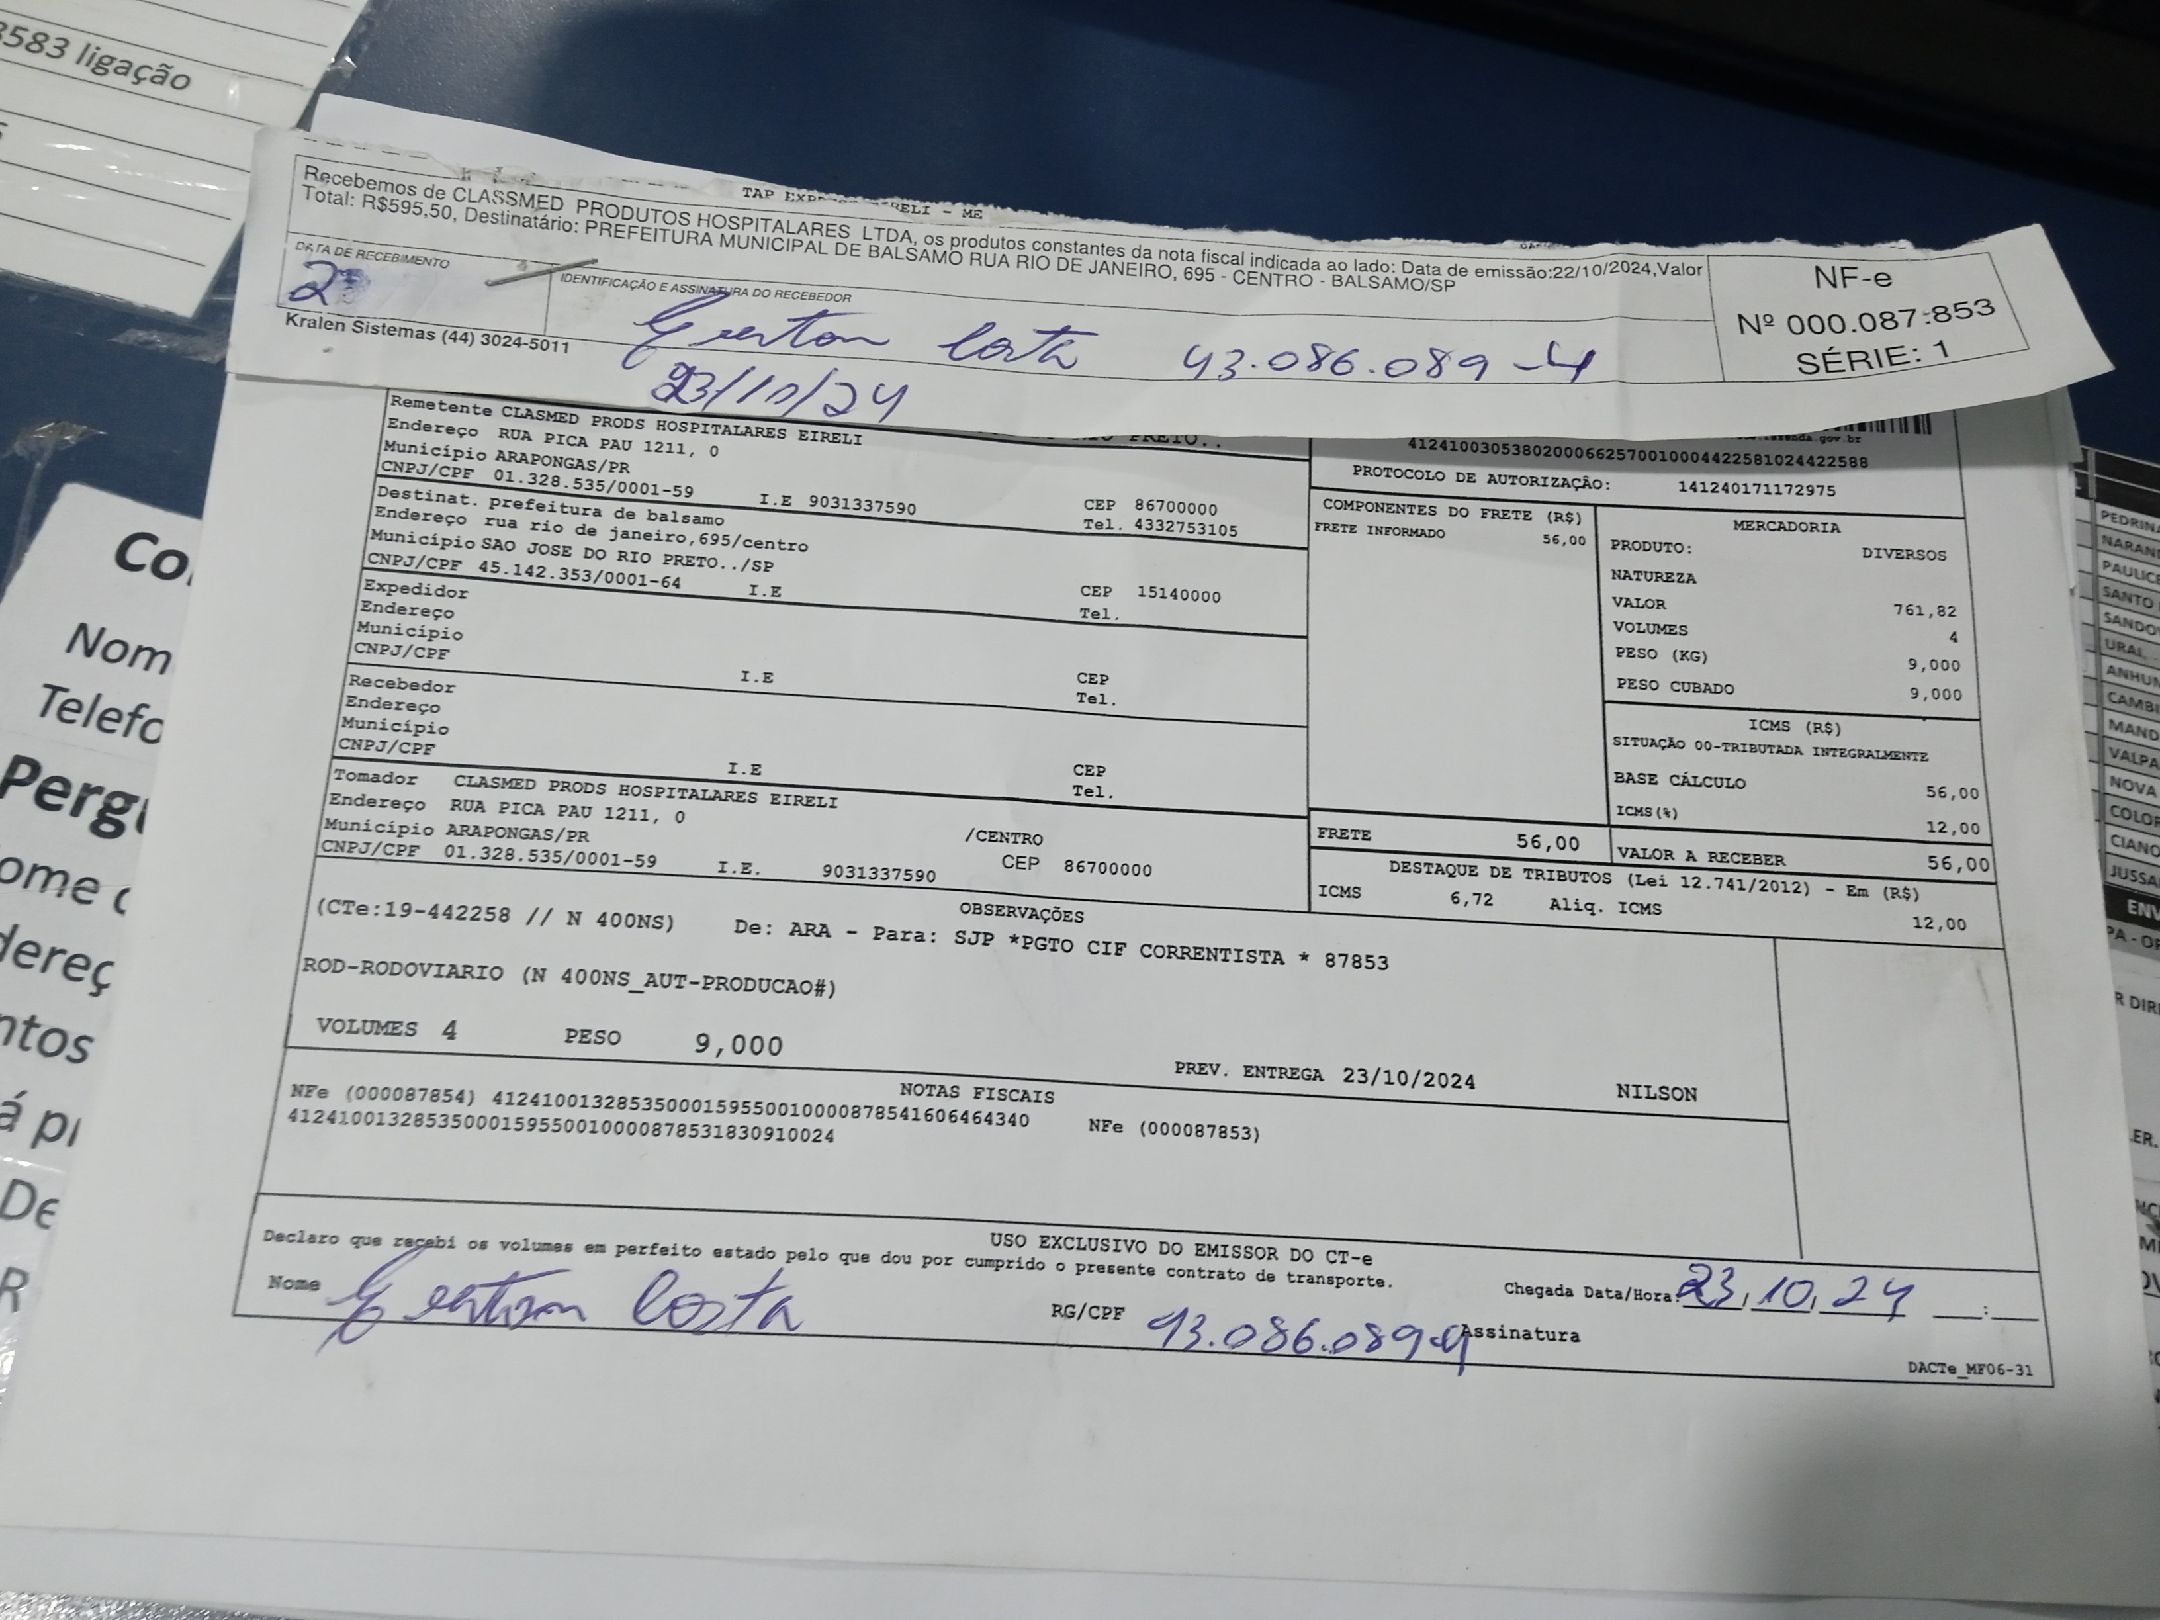 3583 ligação
TAP EXP
RELI - ME
Recebemos de CLASSMED PRODUTOS HOSPITALARES LTDA, os produtos constantes da nota fiscal indicada ao lado: Data de emissão:22/10/2024,Valor
Total: R$595,50, Destinatário: PREFEITURA MUNICIPAL DE BALSAMO RUA RIO DE JANEIRO, 695 - CENTRO - BALSAMO/SP
DATA DE RECEBIMENTO
IDENTIFICAÇÃO E ASSINATURA DO RECEBEDOR
NF-e
Nº 000.087.853
SÉRIE: 1
2
Costa 43.086.089-4
23/10/24
Kralen Sistemas (44) 3024-5011
Remetente CLASMED PRODS HOSPITALARES EIRELI
Endereço RUA PICA PAU 1211, 0
Município ARAPONGAS/PR
CNPJ/CPF 01.328.535/0001-59 I.E 9031337590
CEP 86700000
Tel. 4332753105
Destinat. prefeitura de balsamo
Endereço rua rio de janeiro,695/centro
Município SAO JOSE DO RIO PRETO../SP
CNPJ/CPF 45.142.353/0001-64 I.E
CEP 15140000
Tel.
Expedidor
Endereço
Município
CNPJ/CPF I.E CEP
Tel.
Recebedor
Endereço
Município
CNPJ/CPF I.E CEP
Tel.
Tomador CLASMED PRODS HOSPITALARES EIRELI
Endereço RUA PICA PAU 1211, 0
Município ARAPONGAS/PR /CENTRO
CNPJ/CPF 01.328.535/0001-59 I.E. 9031337590 CEP 86700000
41241003053802000662570010004422581024422588
PROTOCOLO DE AUTORIZAÇÃO: 141240171172975
COMPONENTES DO FRETE (R$)
FRETE INFORMADO 56,00
MERCADORIA
PRODUTO: DIVERSOS
NATUREZA
VALOR 761,82
VOLUMES 4
PESO (KG) 9,000
PESO CUBADO 9,000
ICMS (R$)
SITUAÇÃO 00-TRIBUTADA INTEGRALMENTE
BASE CÁLCULO 56,00
ICMS(%) 12,00
FRETE 56,00
VALOR A RECEBER 56,00
DESTAQUE DE TRIBUTOS (Lei 12.741/2012) - Em (R$)
ICMS 6,72 Aliq. ICMS 12,00
OBSERVAÇÕES
(CTe:19-442258 // N 400NS) De: ARA - Para: SJP *PGTO CIF CORRENTISTA * 87853
ROD-RODOVIARIO (N 400NS_AUT-PRODUCAO#)
VOLUMES 4 PESO 9,000
PREV. ENTREGA 23/10/2024 NILSON
NOTAS FISCAIS
NFe (000087854) 41241001328535000159550010000878541606464340 NFe (000087853)
41241001328535000159550010000878531830910024
USO EXCLUSIVO DO EMISSOR DO CT-e
Declaro que recebi os volumes em perfeito estado pelo que dou por cumprido o presente contrato de transporte.
Nome Costa
RG/CPF 43.086.089-4
Chegada Data/Hora: 23/10/24 :
Assinatura
DACTe_MF06-31
Nom
Telefo